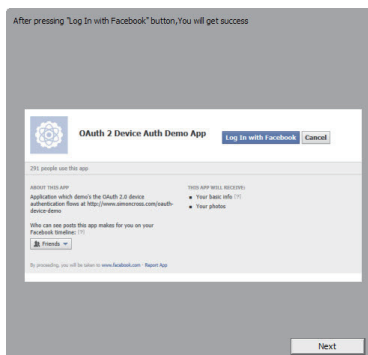 After pressing "Log In with Facebook" button,You will get success
OAuth 2 Device Auth Demo App
Log In with Facebook
Cancel
291 people use this app
ABOUT THIS APP
Application which demo's the OAuth 2.0 device
authentication flows at http://www.simoncross.com/oauth-
device-demo
Who can see posts this app makes for you on your
Facebook timeline: [?]
Friends
THIS APP WILL RECEIVE:
Your basic info [?]
Your photos
By proceeding, you will be taken to www.facebook.com · Report App
Next